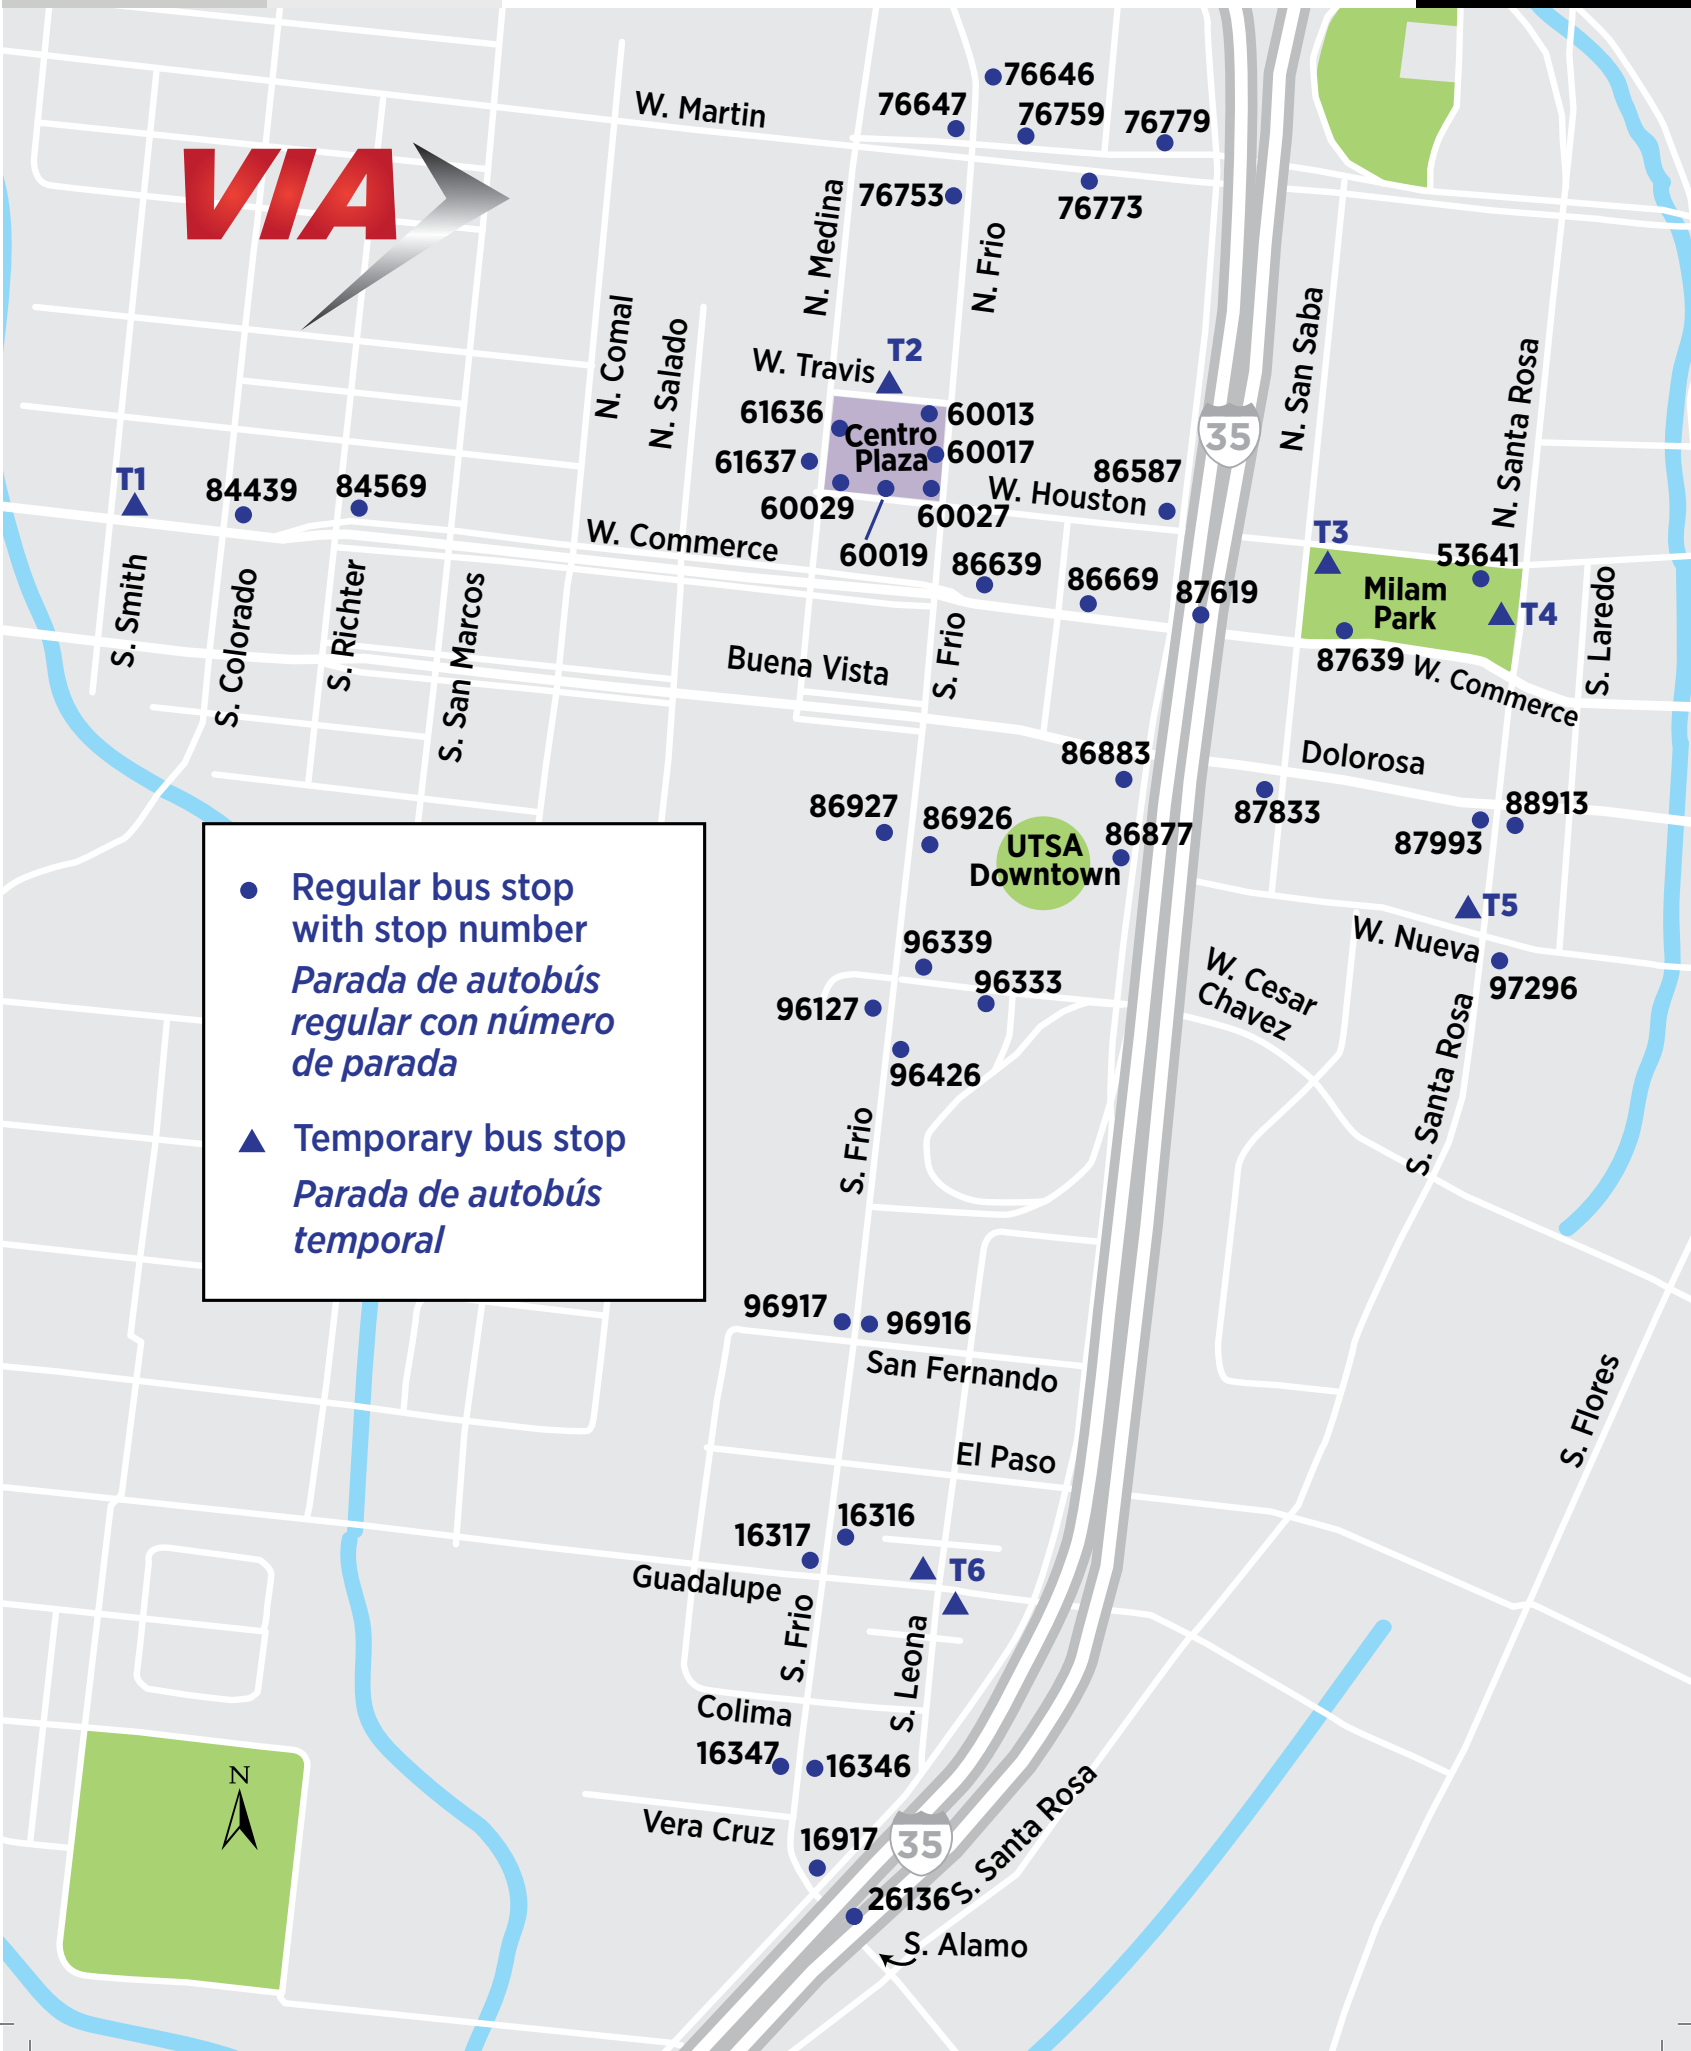 76646
76647
76759
76779
W. Martin
VIA
76753
76773
N. Medina
N. Frio
N. San Saba
N. Comal
N. Salado
N. Santa Rosa
W. Travis
T2
61636
60013
Centro
Plaza
60017
61637
35
86587
T1
84439
84569
W. Houston
60029
60027
W. Commerce
60019
T3
53641
86639
86669
87619
Milam
Park
T4
S. Smith
S. Colorado
S. Richter
S. San Marcos
S. Frio
S. Laredo
87639
W. Commerce
Buena Vista
86883
Dolorosa
86927
86926
87833
88913
86877
87993
UTSA
Downtown
Regular bus stop
with stop number
Parada de autobús
regular con número
de parada
Temporary bus stop
Parada de autobús
temporal
T5
W. Nueva
96339
96333
W. Cesar
Chavez
97296
96127
96426
S. Santa Rosa
S. Frio
96917
96916
San Fernando
S. Flores
El Paso
16316
16317
T6
Guadalupe
S. Frio
S. Leona
Colima
16347
16346
N
Vera Cruz
16917
35
S. Santa Rosa
26136
S. Alamo